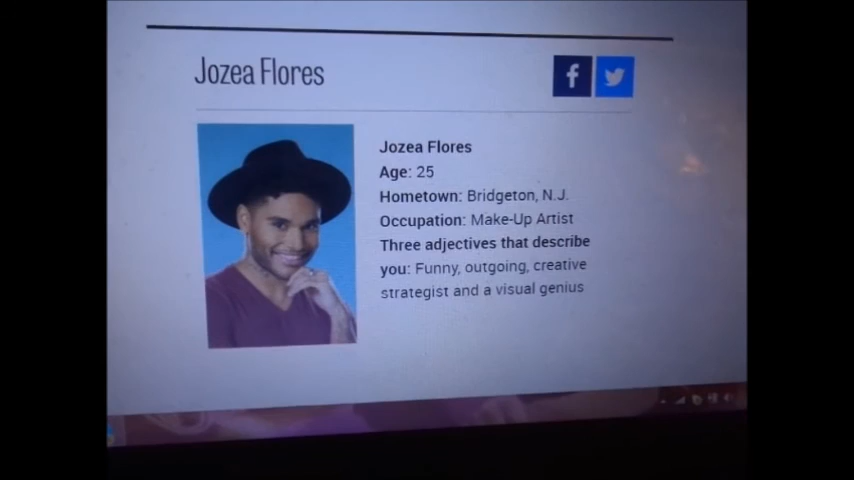 Jozea Flores
Jozea Flores
Age: 25
Hometown: Bridgeton, N.J.
Occupation: Make-Up Artist
Three adjectives that describe
you: Funny, outgoing, creative
strategist and a visual genius